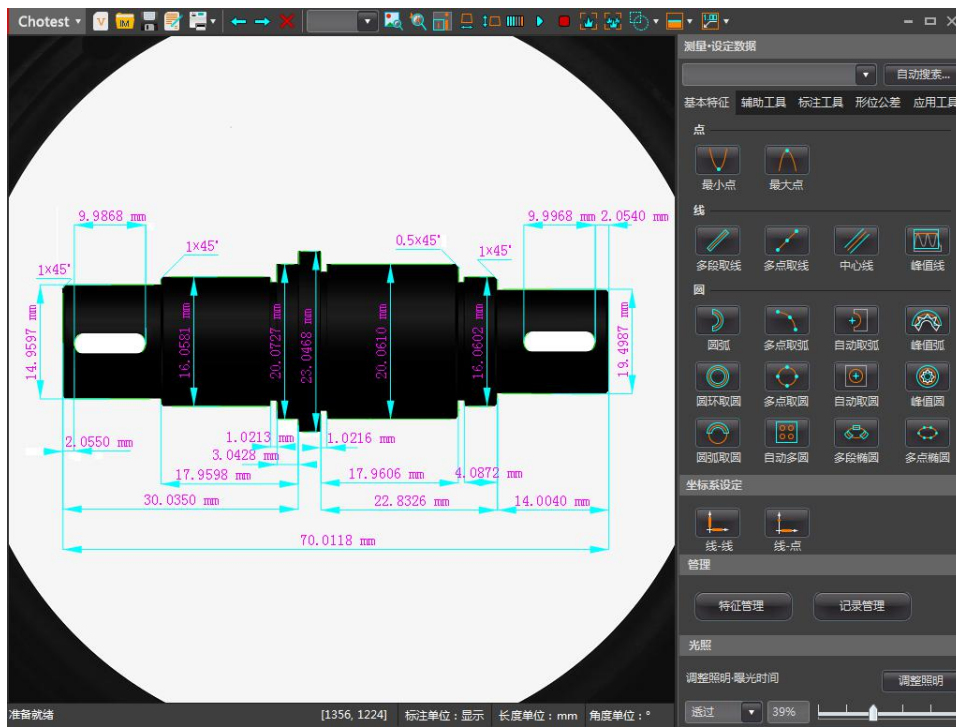 Chotest
测量·设定数据
自动搜索...
基本特征 辅助工具 标注工具 形位公差 应用工具
点
最小点 最大点
线
多段取线 多点取线 中心线 峰值线
圆
圆弧 多点取弧 自动取弧 峰值弧
圆环取圆 多点取圆 自动取圆 峰值圆
圆弧取圆 自动多圆 多段椭圆 多点椭圆
坐标系设定
线-线 线-点
管理
特征管理 记录管理
光照
调整照明·曝光时间 调整照明
透过 39%
9.9868 mm 9.9968 mm 2.0540 mm
1×45° 0.5x45° 1×45°
1×45°
14.9597 mm
16.0581 mm
20.0727 mm
23.0468 mm
20.0610 mm
16.0602 mm
19.4987 mm
2.0550 mm 1.0213 mm 1.0216 mm
3.0428 mm
17.9598 mm 17.9606 mm 4.0872 mm
30.0350 mm 22.8326 mm 14.0040 mm
70.0118 mm
准备就绪 [1356, 1224] 标注单位：显示 长度单位：mm 角度单位：°